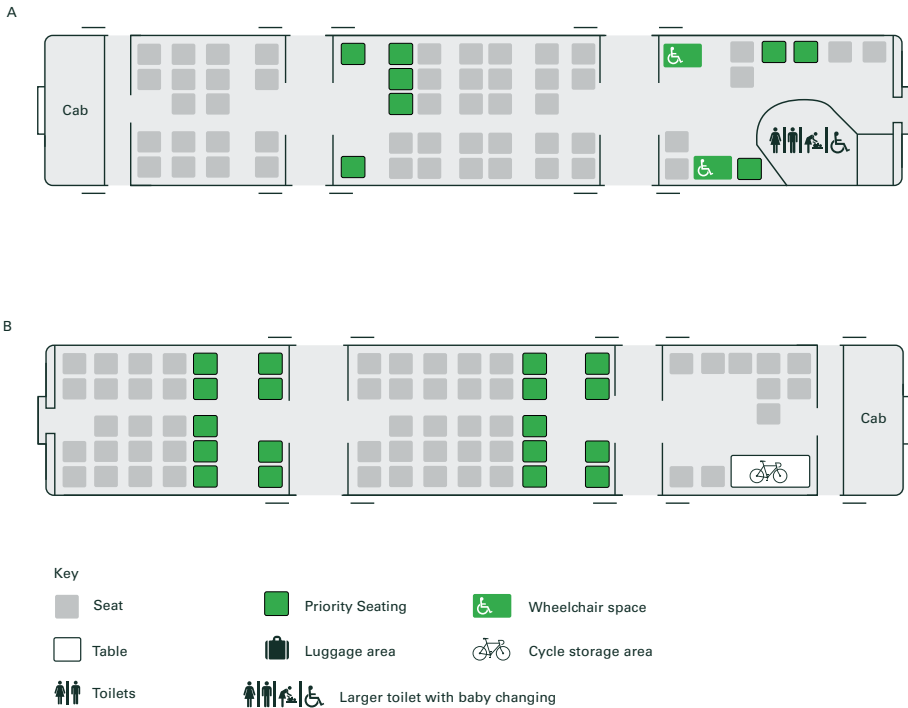 A
Cab
B
Cab
Key
Seat
Priority Seating
Wheelchair space
Table
Luggage area
Cycle storage area
Toilets
Larger toilet with baby changing